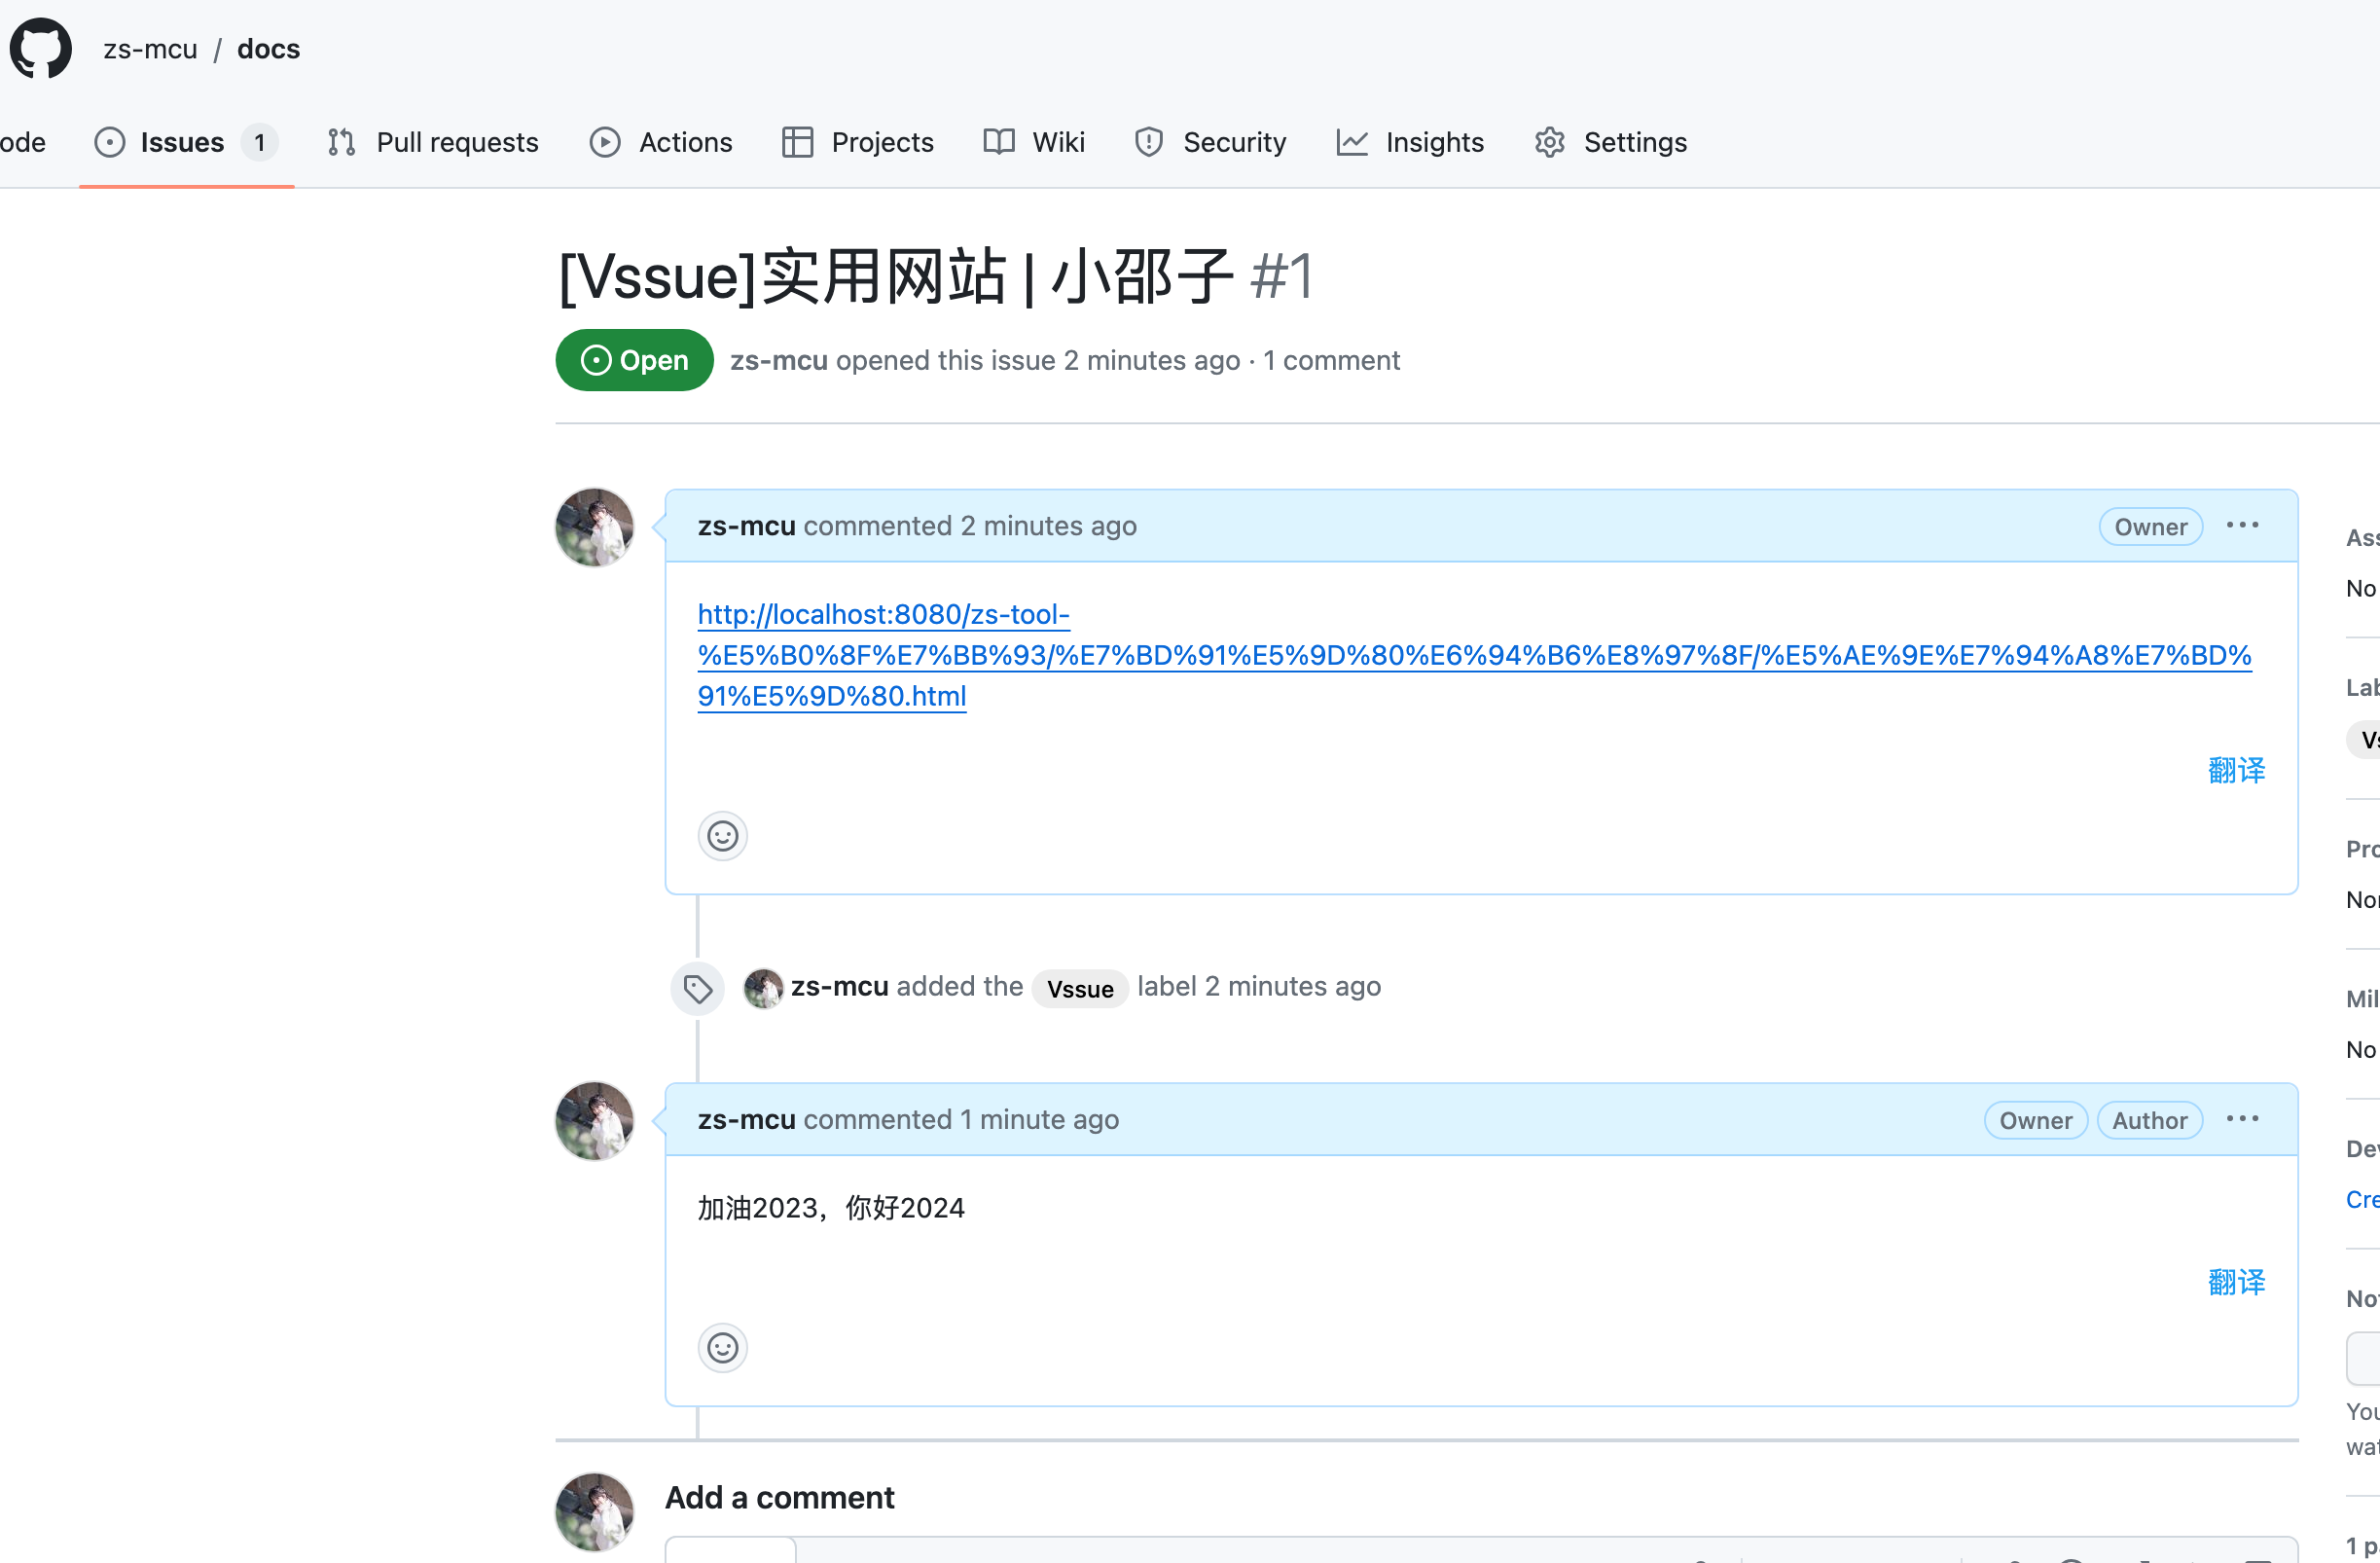 zs-mcu / docs
ode Issues 1 Pull requests Actions Projects Wiki Security Insights Settings
[Vssue]实用网站 | 小邵子 #1
Open zs-mcu opened this issue 2 minutes ago · 1 comment
zs-mcu commented 2 minutes ago Owner
http://localhost:8080/zs-tool-
%E5%B0%8F%E7%BB%93/%E7%BD%91%E5%9D%80%E6%94%B6%E8%97%8F/%E5%AE%9E%E7%94%A8%E7%BD%
91%E5%9D%80.html
翻译
zs-mcu added the Vssue label 2 minutes ago
zs-mcu commented 1 minute ago Owner Author
加油2023，你好2024
翻译
Add a comment
Ass
No
Lab
Vs
Pro
Nor
Mil
No
Dev
Cre
Not
You
wat
1 p